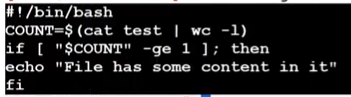 #!/bin/bash
COUNT=$(cat test | wc -l)
if [ "$COUNT" -ge 1 ]; then
echo "File has some content in it"
fi